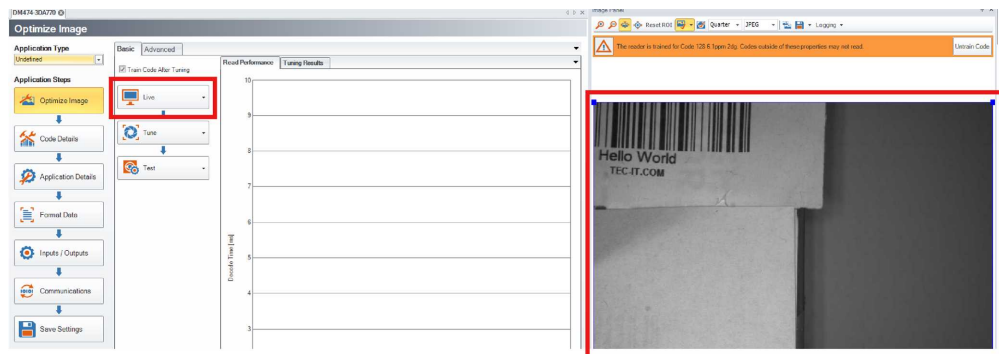 DM474-3DA778
Optimize Image
Application Type
Undefined
Application Steps
Optimize Image
Code Details
Application Details
Format Data
Inputs / Outputs
Communications
Save Settings
Basic
Advanced
Train Code After Tuning
Live
Tune
Test
Read Performance
Tuning Results
Decode Time [ms]
10
9
8
7
6
5
4
3
Image Panel
Reset ROI
Quarter
JPEG
Logging
The reader is trained for Code 128 6.1ppm 2dg. Codes outside of these properties may not read.
Untrain Code
Hello World
TEC-IT.COM